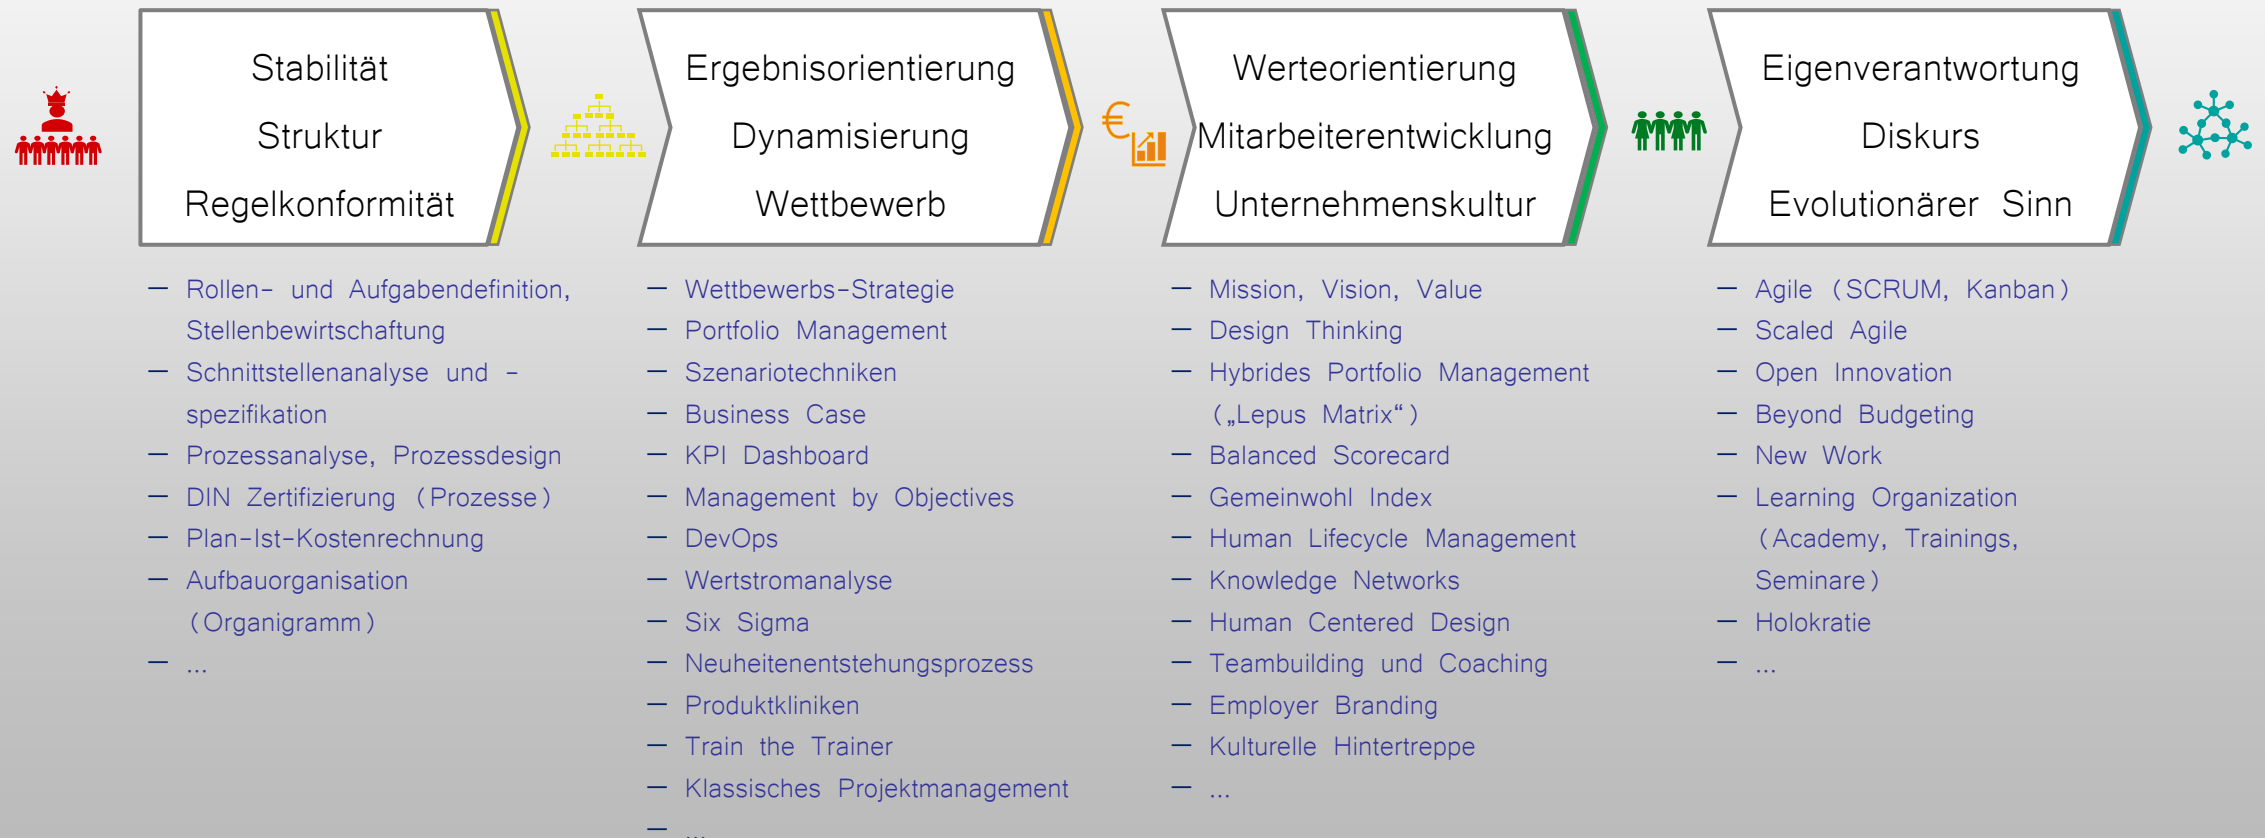 Stabilität
Struktur
Regelkonformität
— Rollen- und Aufgabendefinition,
Stellenbewirtschaftung
— Schnittstellenanalyse und -
spezifikation
— Prozessanalyse, Prozessdesign
— DIN Zertifizierung (Prozesse)
— Plan-Ist-Kostenrechnung
— Aufbauorganisation
(Organigramm)
— ...
Ergebnisorientierung
Dynamisierung
Wettbewerb
— Wettbewerbs-Strategie
— Portfolio Management
— Szenariotechniken
— Business Case
— KPI Dashboard
— Management by Objectives
— DevOps
— Wertstromanalyse
— Six Sigma
— Neuheitenentstehungsprozess
— Produktkliniken
— Train the Trainer
— Klassisches Projektmanagement
— ...
€
Werteorientierung
Mitarbeiterentwicklung
Unternehmenskultur
— Mission, Vision, Value
— Design Thinking
— Hybrides Portfolio Management
(„Lepus Matrix“)
— Balanced Scorecard
— Gemeinwohl Index
— Human Lifecycle Management
— Knowledge Networks
— Human Centered Design
— Teambuilding und Coaching
— Employer Branding
— Kulturelle Hintertreppe
— ...
Eigenverantwortung
Diskurs
Evolutionärer Sinn
— Agile (SCRUM, Kanban)
— Scaled Agile
— Open Innovation
— Beyond Budgeting
— New Work
— Learning Organization
(Academy, Trainings,
Seminare)
— Holokratie
— ...